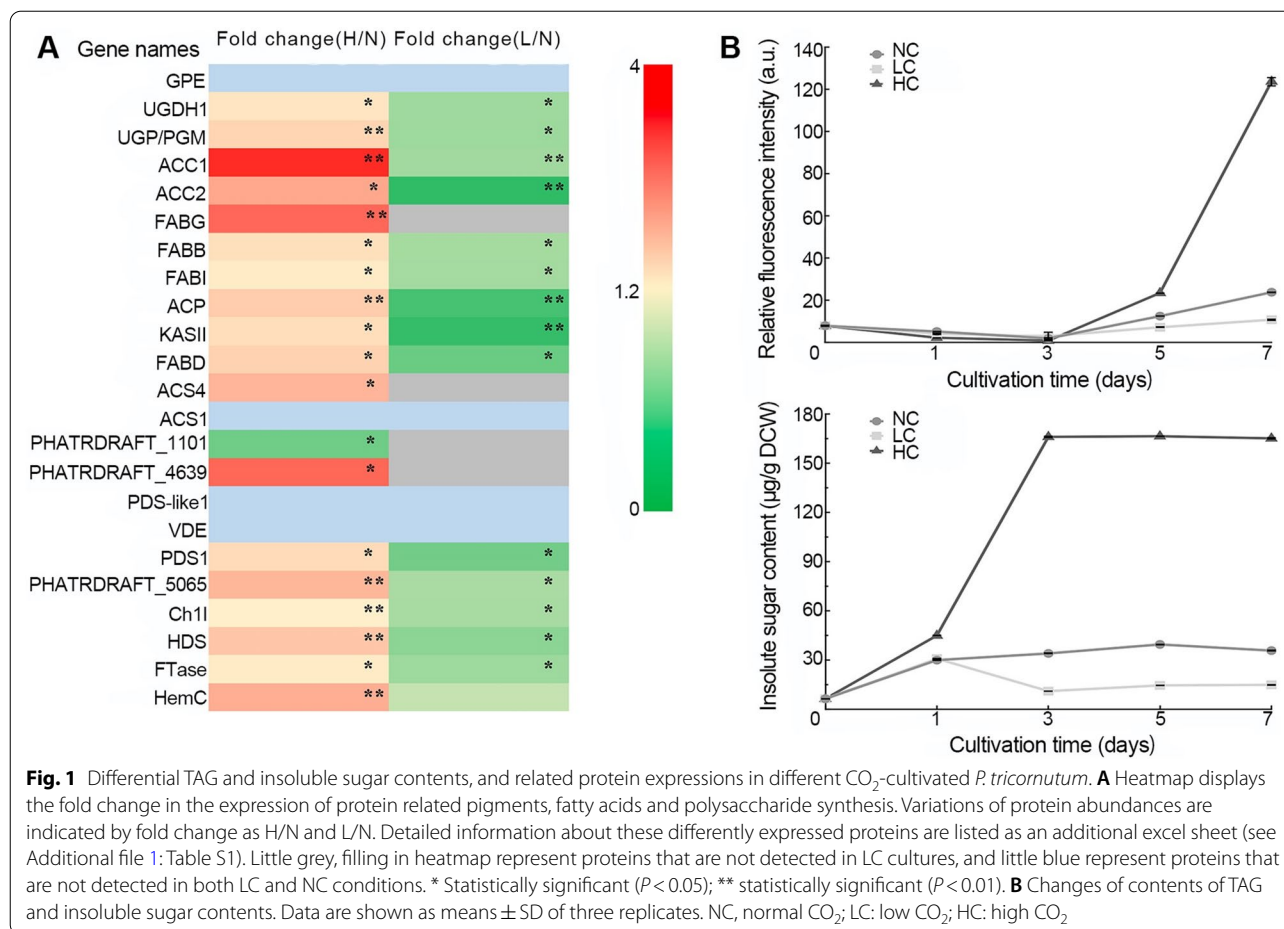 A
Gene names
Fold change(H/N) Fold change(L/N)
GPE
UGDH1 * *
UGP/PGM ** *
ACC1 ** **
ACC2 * **
FABG **
FABB * *
FABI * *
ACP ** **
KASII * **
FABD * *
ACS4 *
ACS1
PHATRDRAFT_1101 *
PHATRDRAFT_4639 *
PDS-like1
VDE
PDS1 * *
PHATRDRAFT_5065 ** *
Ch1I ** *
HDS ** *
FTase * *
HemC **
4
1.2
0
B
Relative fluorescence intensity (a.u.)
140
120
100
80
60
40
20
NC
LC
HC
0 1 3 5 7
Cultivation time (days)
Insolute sugar content (μg/g DCW)
180
150
120
90
60
30
0
NC
LC
HC
0 1 3 5 7
Cultivation time (days)
Fig. 1 Differential TAG and insoluble sugar contents, and related protein expressions in different CO₂-cultivated P. tricornutum. A Heatmap displays
the fold change in the expression of protein related pigments, fatty acids and polysaccharide synthesis. Variations of protein abundances are
indicated by fold change as H/N and L/N. Detailed information about these differently expressed proteins are listed as an additional excel sheet (see
Additional file 1: Table S1). Little grey, filling in heatmap represent proteins that are not detected in LC cultures, and little blue represent proteins that
are not detected in both LC and NC conditions. * Statistically significant (P < 0.05); ** statistically significant (P < 0.01). B Changes of contents of TAG
and insoluble sugar contents. Data are shown as means ± SD of three replicates. NC, normal CO₂; LC: low CO₂; HC: high CO₂